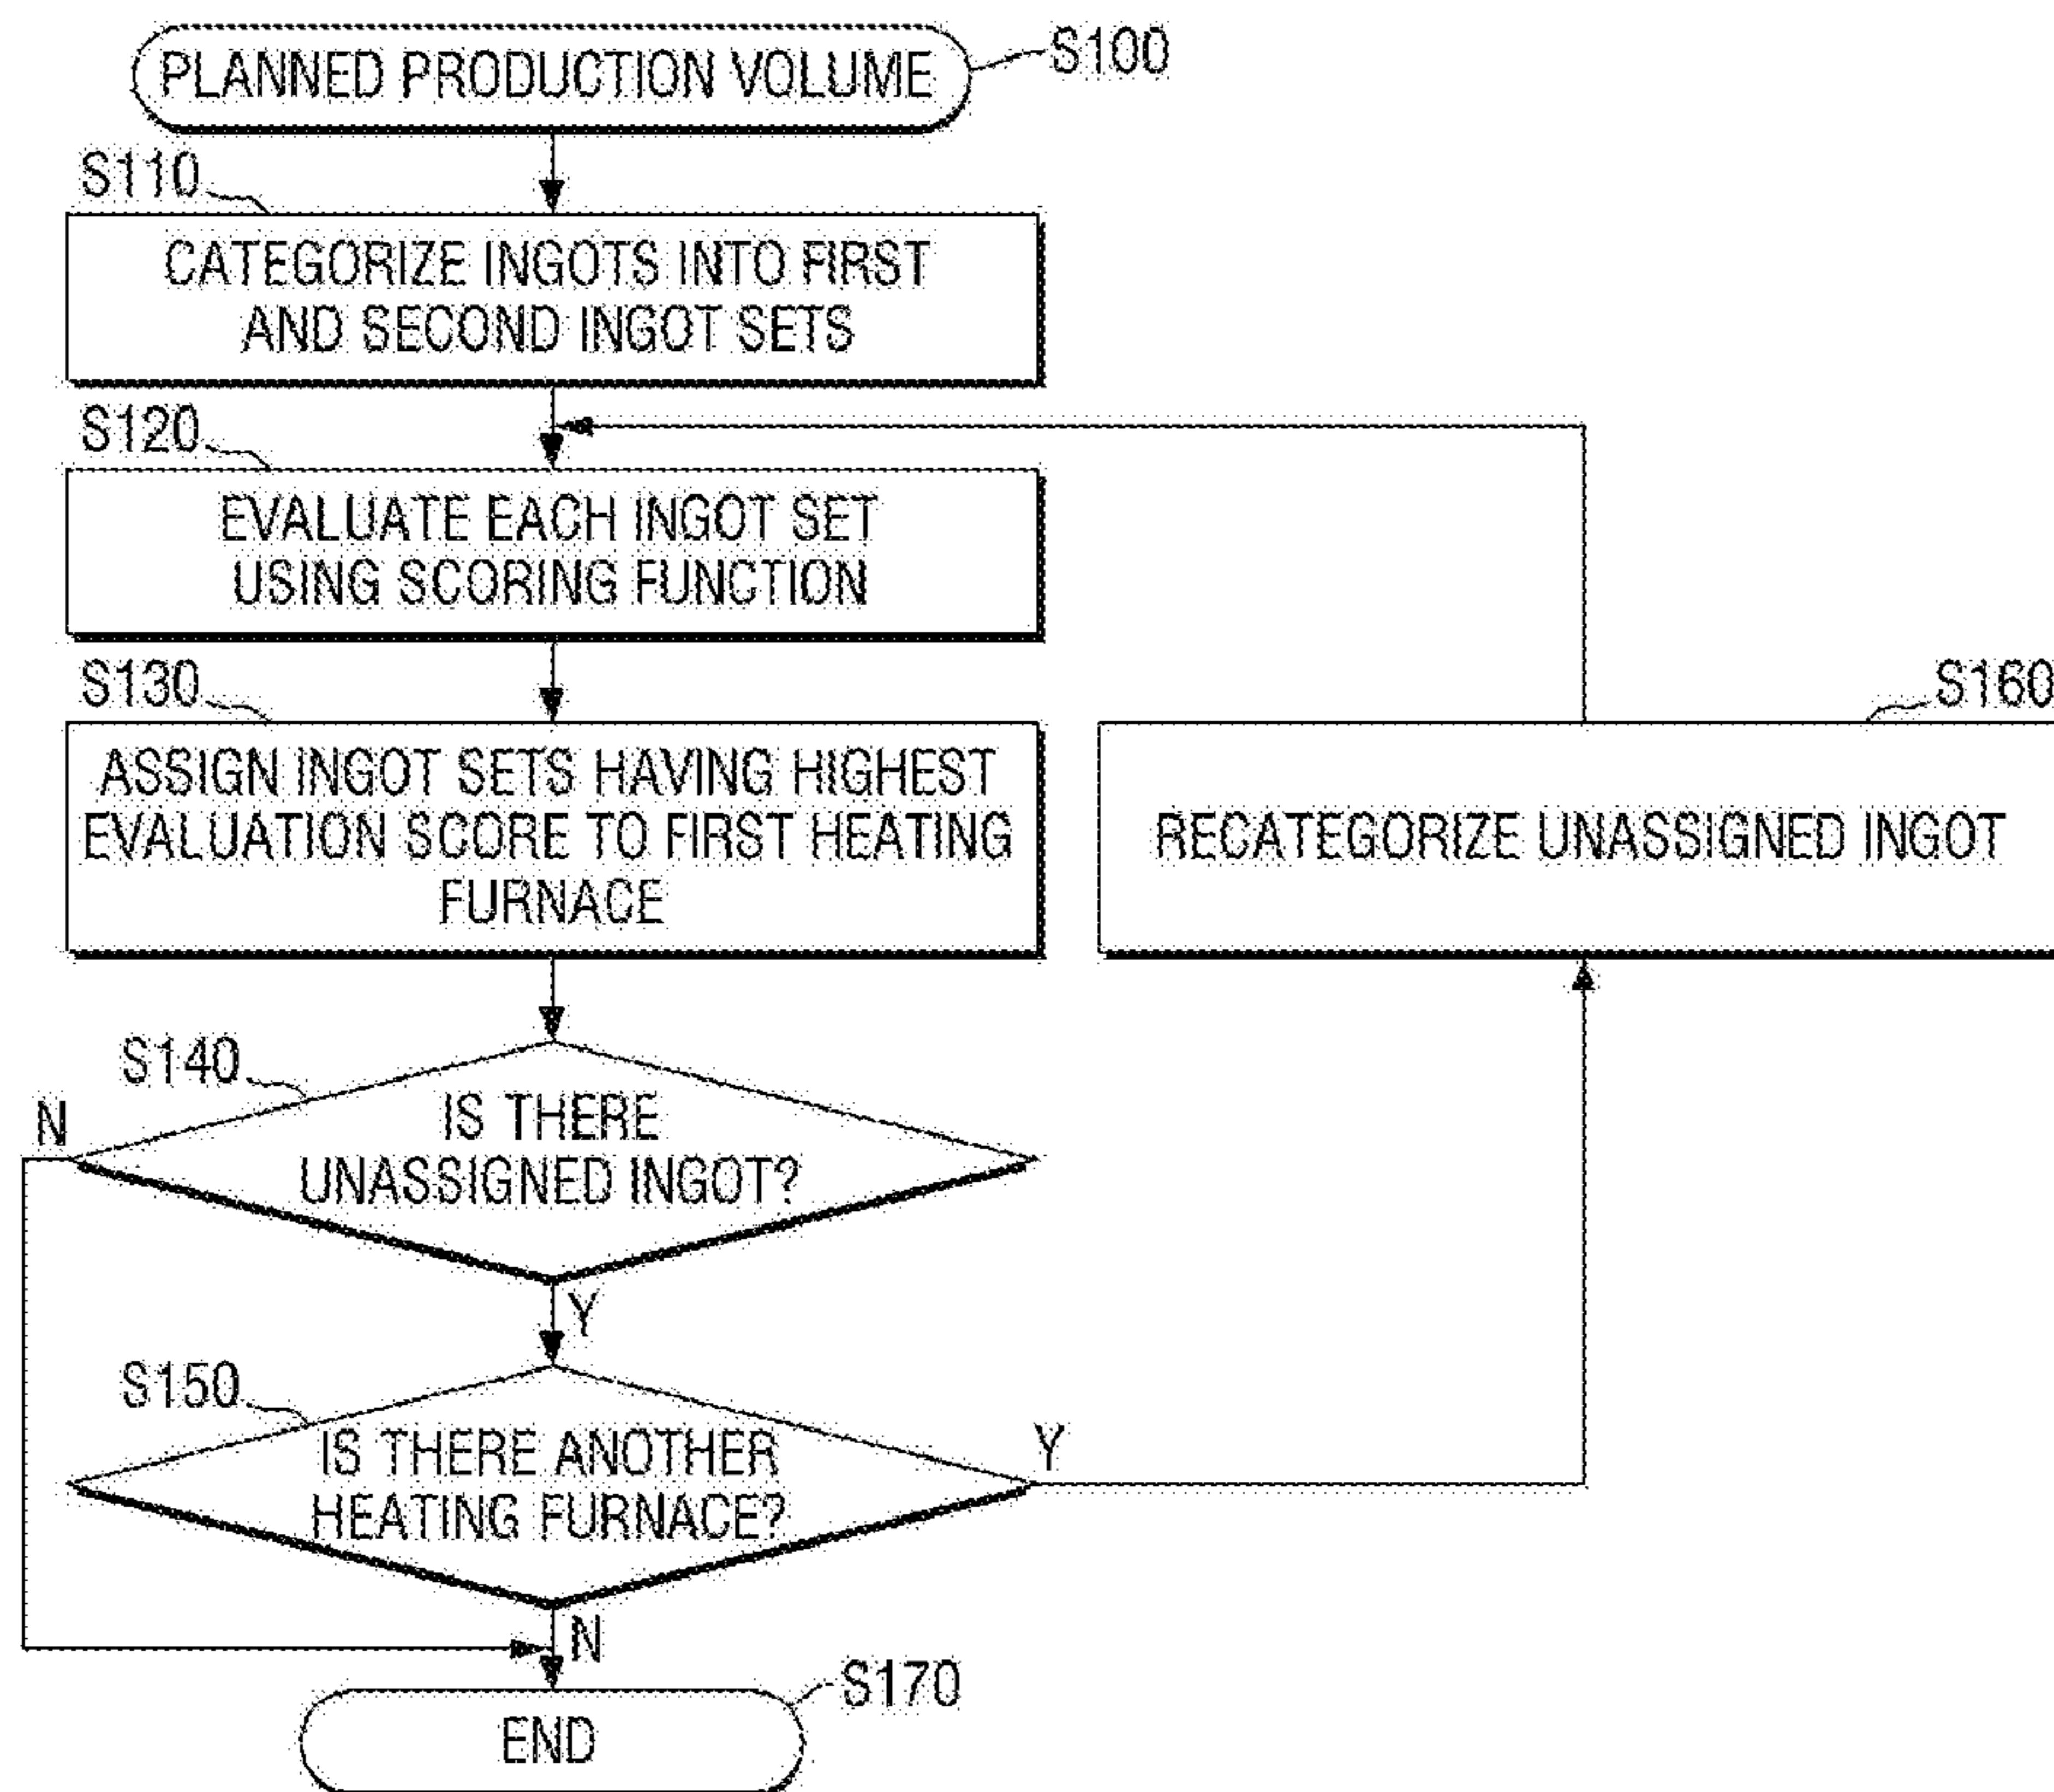 PLANNED PRODUCTION VOLUME
S100
S110
CATEGORIZE INGOTS INTO FIRST
AND SECOND INGOT SETS
S120
EVALUATE EACH INGOT SET
USING SCORING FUNCTION
S130
ASSIGN INGOT SETS HAVING HIGHEST
EVALUATION SCORE TO FIRST HEATING
FURNACE
S160
RECATEGORIZE UNASSIGNED INGOT
S140
N
IS THERE
UNASSIGNED INGOT?
Y
S150
IS THERE ANOTHER
HEATING FURNACE?
Y
N
S170
END